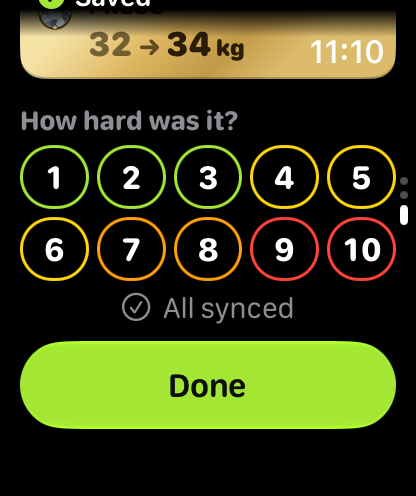 Saved
32 → 34 kg
11:10
How hard was it?
1 2 3 4 5
6 7 8 9 10
All synced
Done